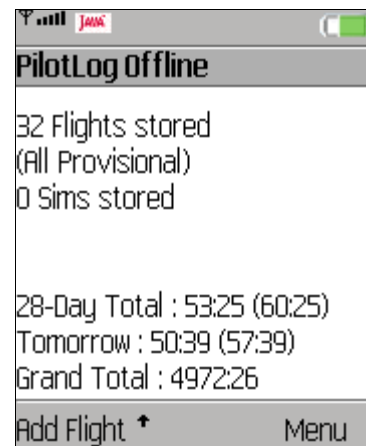 JAVA
PilotLog Offline
32 Flights stored
(All Provisional)
0 Sims stored
28-Day Total : 53:25 (60:25)
Tomorrow : 50:39 (57:39)
Grand Total : 4972:26
Add Flight Menu